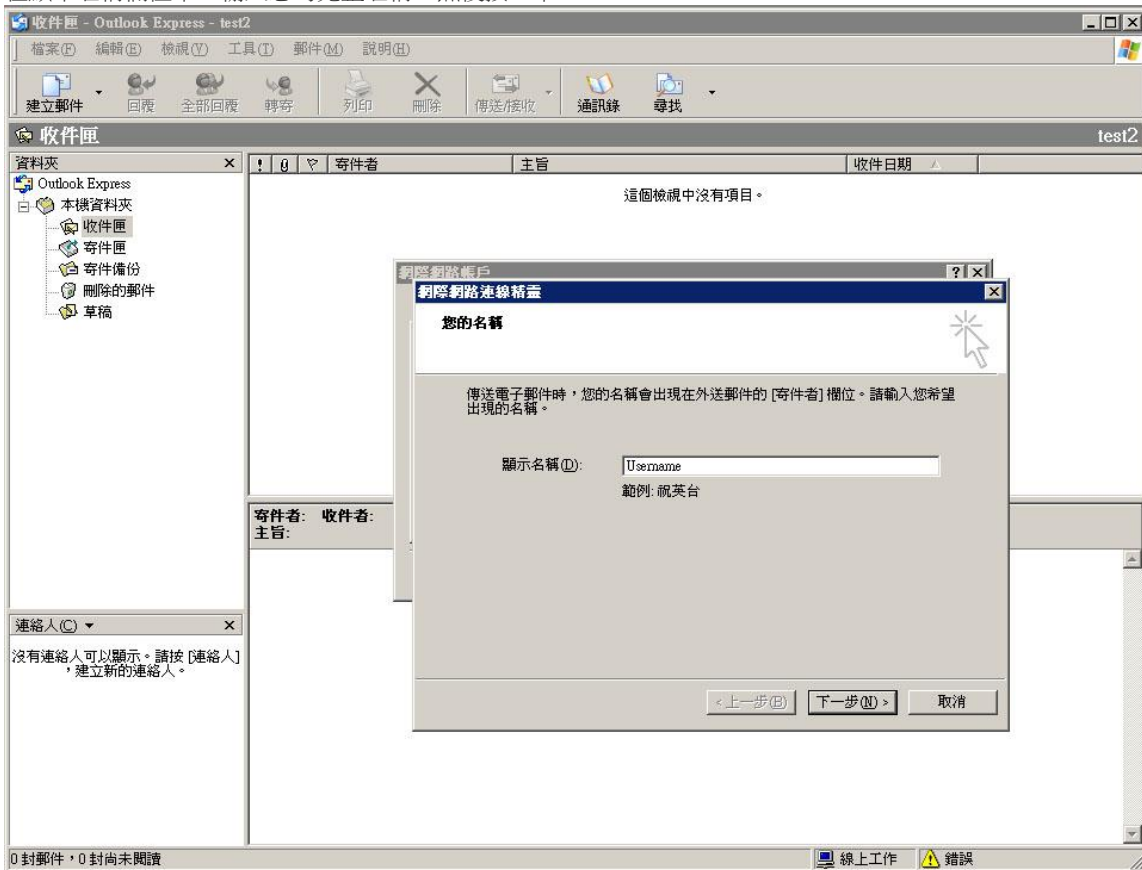 收件匣 - Outlook Express - test2
檔案(F) 編輯(E) 檢視(V) 工具(T) 郵件(M) 說明(H)
建立郵件 回覆 全部回覆 轉寄 列印 刪除 傳送/接收 通訊錄 尋找
收件匣 test2
資料夾
! 寄件者 主旨 收件日期
Outlook Express
這個檢視中沒有項目。
本機資料夾
收件匣
寄件匣
寄件備份
刪除的郵件
草稿
網際網路帳戶
網際網路連線精靈
您的名稱
傳送電子郵件時,您的名稱會出現在外送郵件的 [寄件者] 欄位。請輸入您希望
出現的名稱。
顯示名稱(D): Username
範例: 祝英台
寄件者: 收件者:
主旨:
連絡人(C)
沒有連絡人可以顯示。請按 [連絡人]
,建立新的連絡人。
<上一步(B) 下一步(N) > 取消
0 封郵件,0 封尚未閱讀
線上工作 錯誤